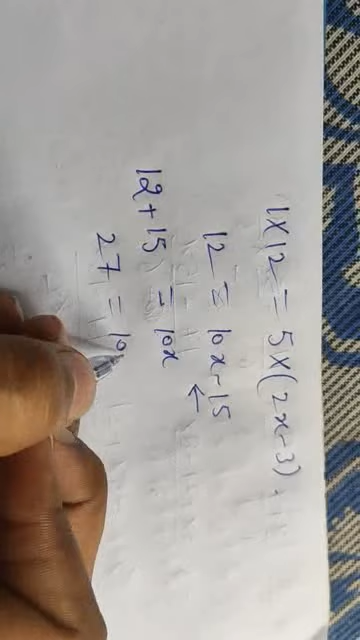 1×12 = 5×(2x-3)
12 = 10x-15
←
12+15 = 10x
27 = 10